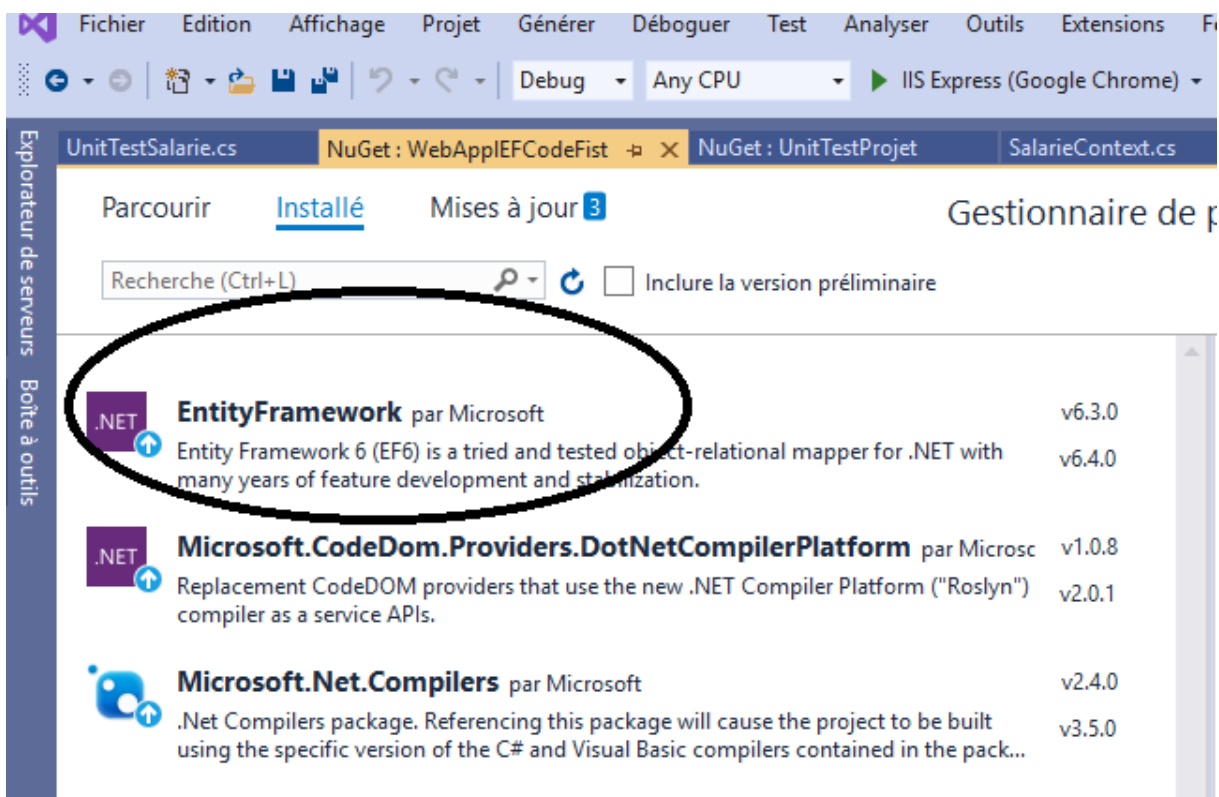 Fichier Edition Affichage Projet Générer Déboguer Test Analyser Outils Extensions
Debug Any CPU IIS Express (Google Chrome)
Explorateur de serveurs
Boîte à outils
UnitTestSalarie.cs NuGet : WebApplEFCodeFist NuGet : UnitTestProjet SalarieContext.cs
Parcourir Installé Mises à jour 3 Gestionnaire de
Recherche (Ctrl+L) Inclure la version préliminaire
.NET EntityFramework par Microsoft v6.3.0
Entity Framework 6 (EF6) is a tried and tested object-relational mapper for .NET with v6.4.0
many years of feature development and stabilization.
.NET Microsoft.CodeDom.Providers.DotNetCompilerPlatform par Microsc v1.0.8
Replacement CodeDOM providers that use the new .NET Compiler Platform ("Roslyn") v2.0.1
compiler as a service APIs.
Microsoft.Net.Compilers par Microsoft v2.4.0
.Net Compilers package. Referencing this package will cause the project to be built v3.5.0
using the specific version of the C# and Visual Basic compilers contained in the pack...